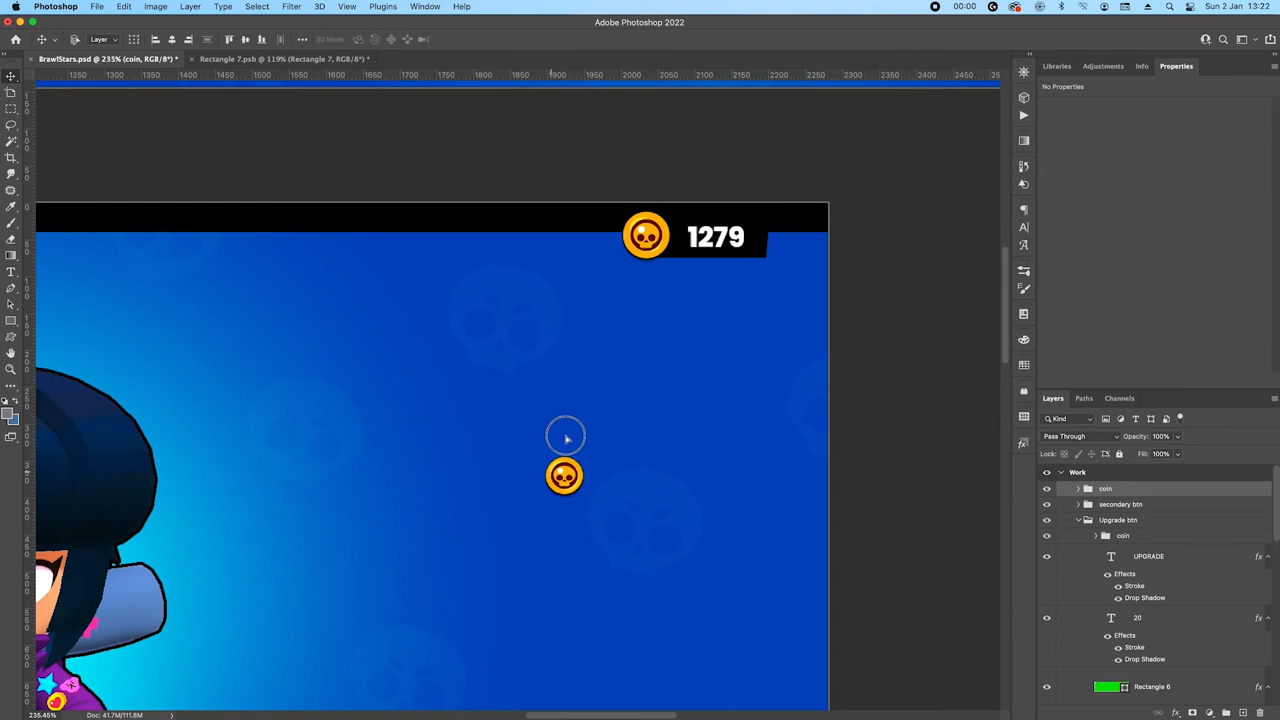 Photoshop File Edit Image Layer Type Select Filter 3D View Plugins Window Help 00:00 Sun 2 Jan 13:22
Adobe Photoshop 2022
Layer 3D Mode:
BrawlStars.psd @ 235% (coin, RGB/8*) * Rectangle 7.psb @ 119% (Rectangle 7, RGB/8*) *
1250 1300 1350 1400 1450 1500 1550 1600 1650 1700 1750 1800 1850 1900 1950 2000 2050 2100 2150 2200 2250 2300 2350 2400 2450
Libraries Adjustments Info Properties
No Properties
1279
Layers Paths Channels
Kind
Pass Through Opacity: 100%
Lock: Fill: 100%
Work
coin
secondary btn
Upgrade btn
coin
T UPGRADE fx
Effects
Stroke
Drop Shadow
T 20 fx
Effects
Stroke
Drop Shadow
Rectangle 6 fx
235.45% Doc: 41.7M/111.8M